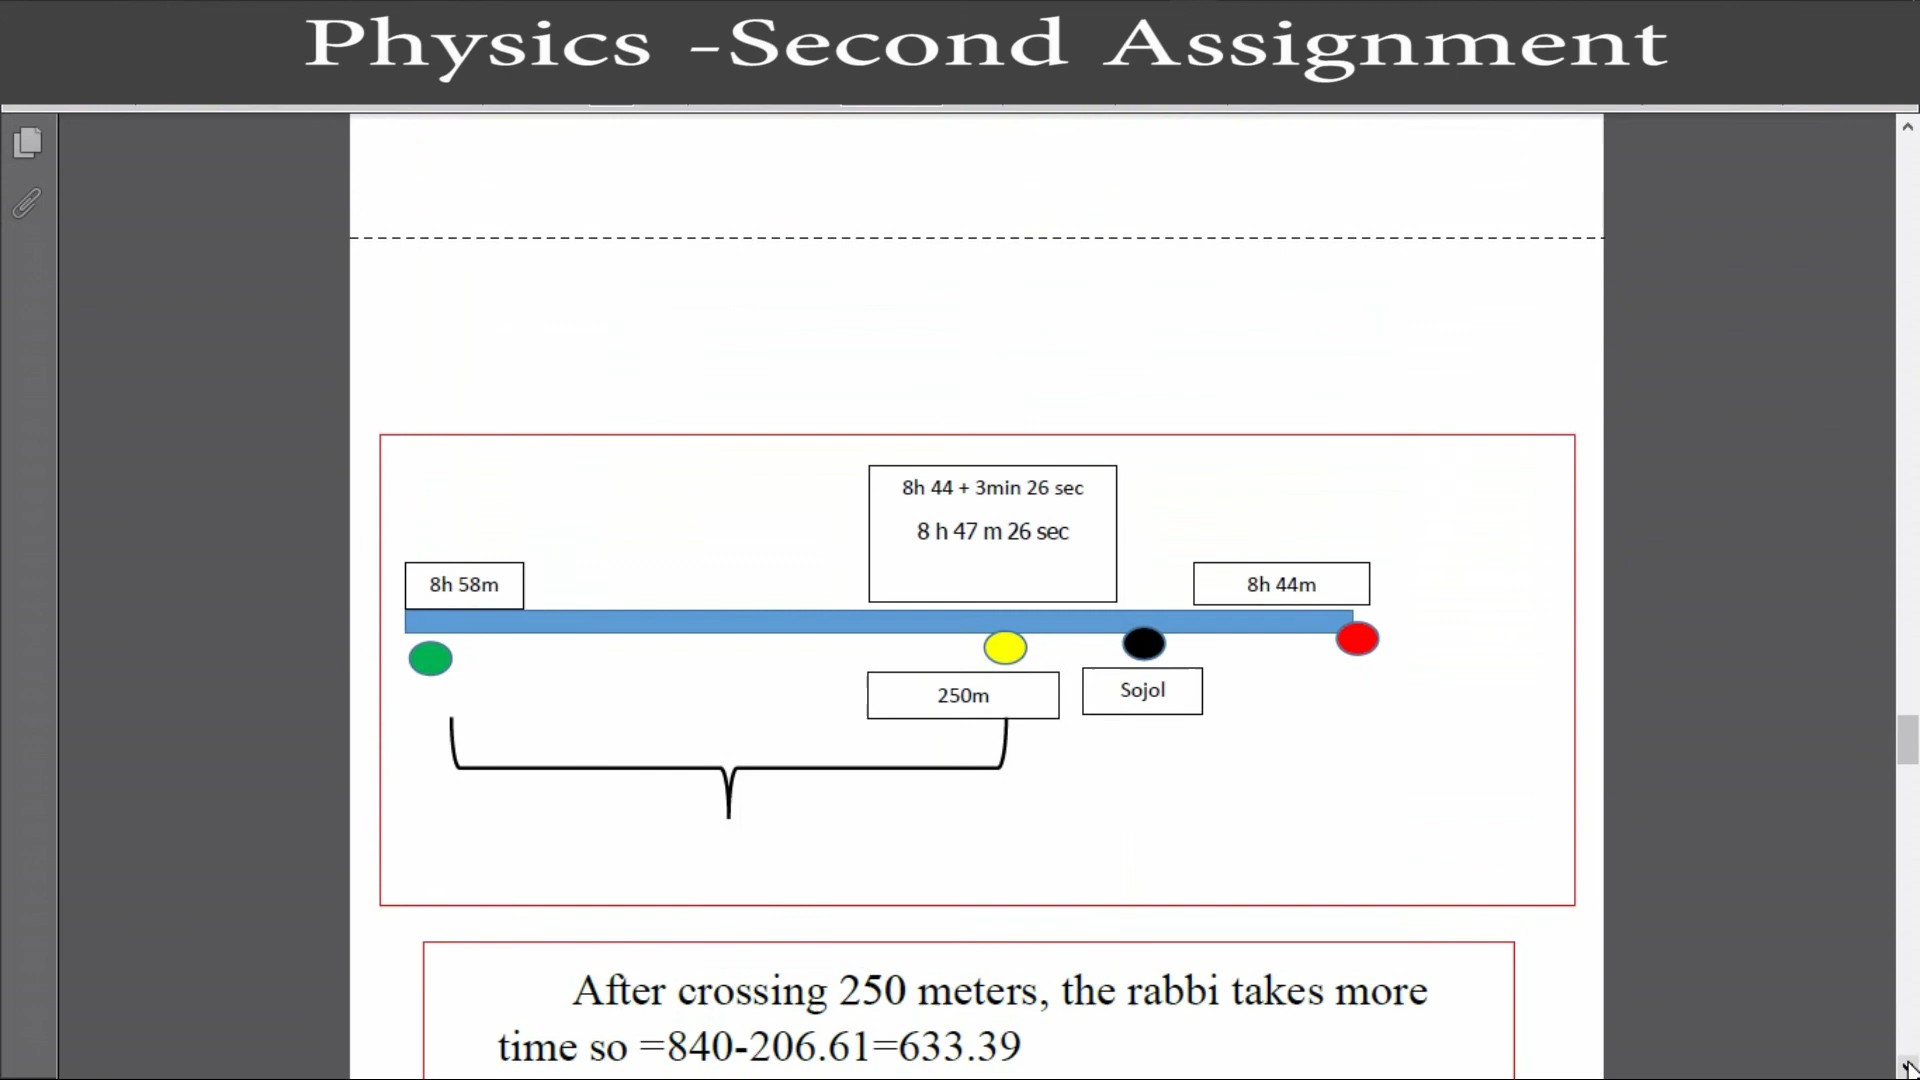 Physics -Second Assignment
8h 44 + 3min 26 sec
8 h 47 m 26 sec
8h 58m
8h 44m
250m
Sojol
After crossing 250 meters, the rabbi takes more
time so =840-206.61=633.39